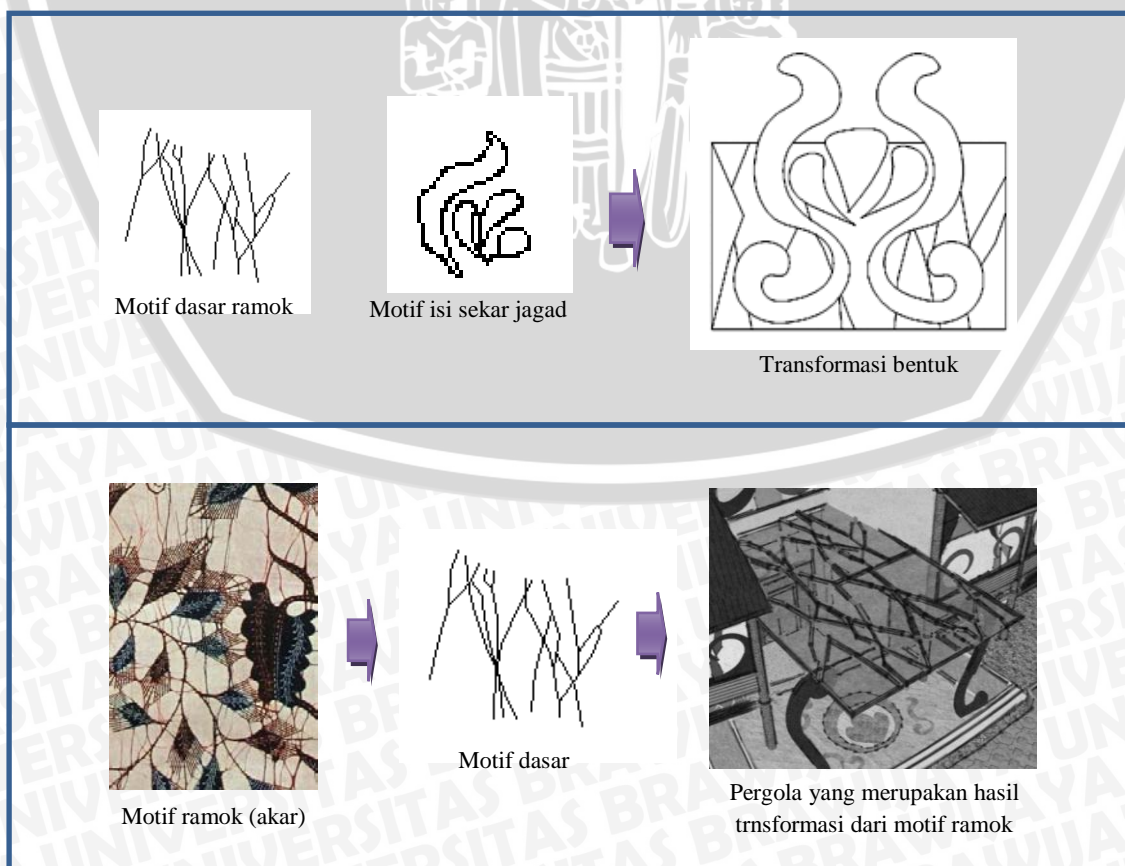 Motif dasar ramok
Motif isi sekar jagad
Transformasi bentuk
Motif ramok (akar)
Motif dasar
Pergola yang merupakan hasil
trnsformasi dari motif ramok